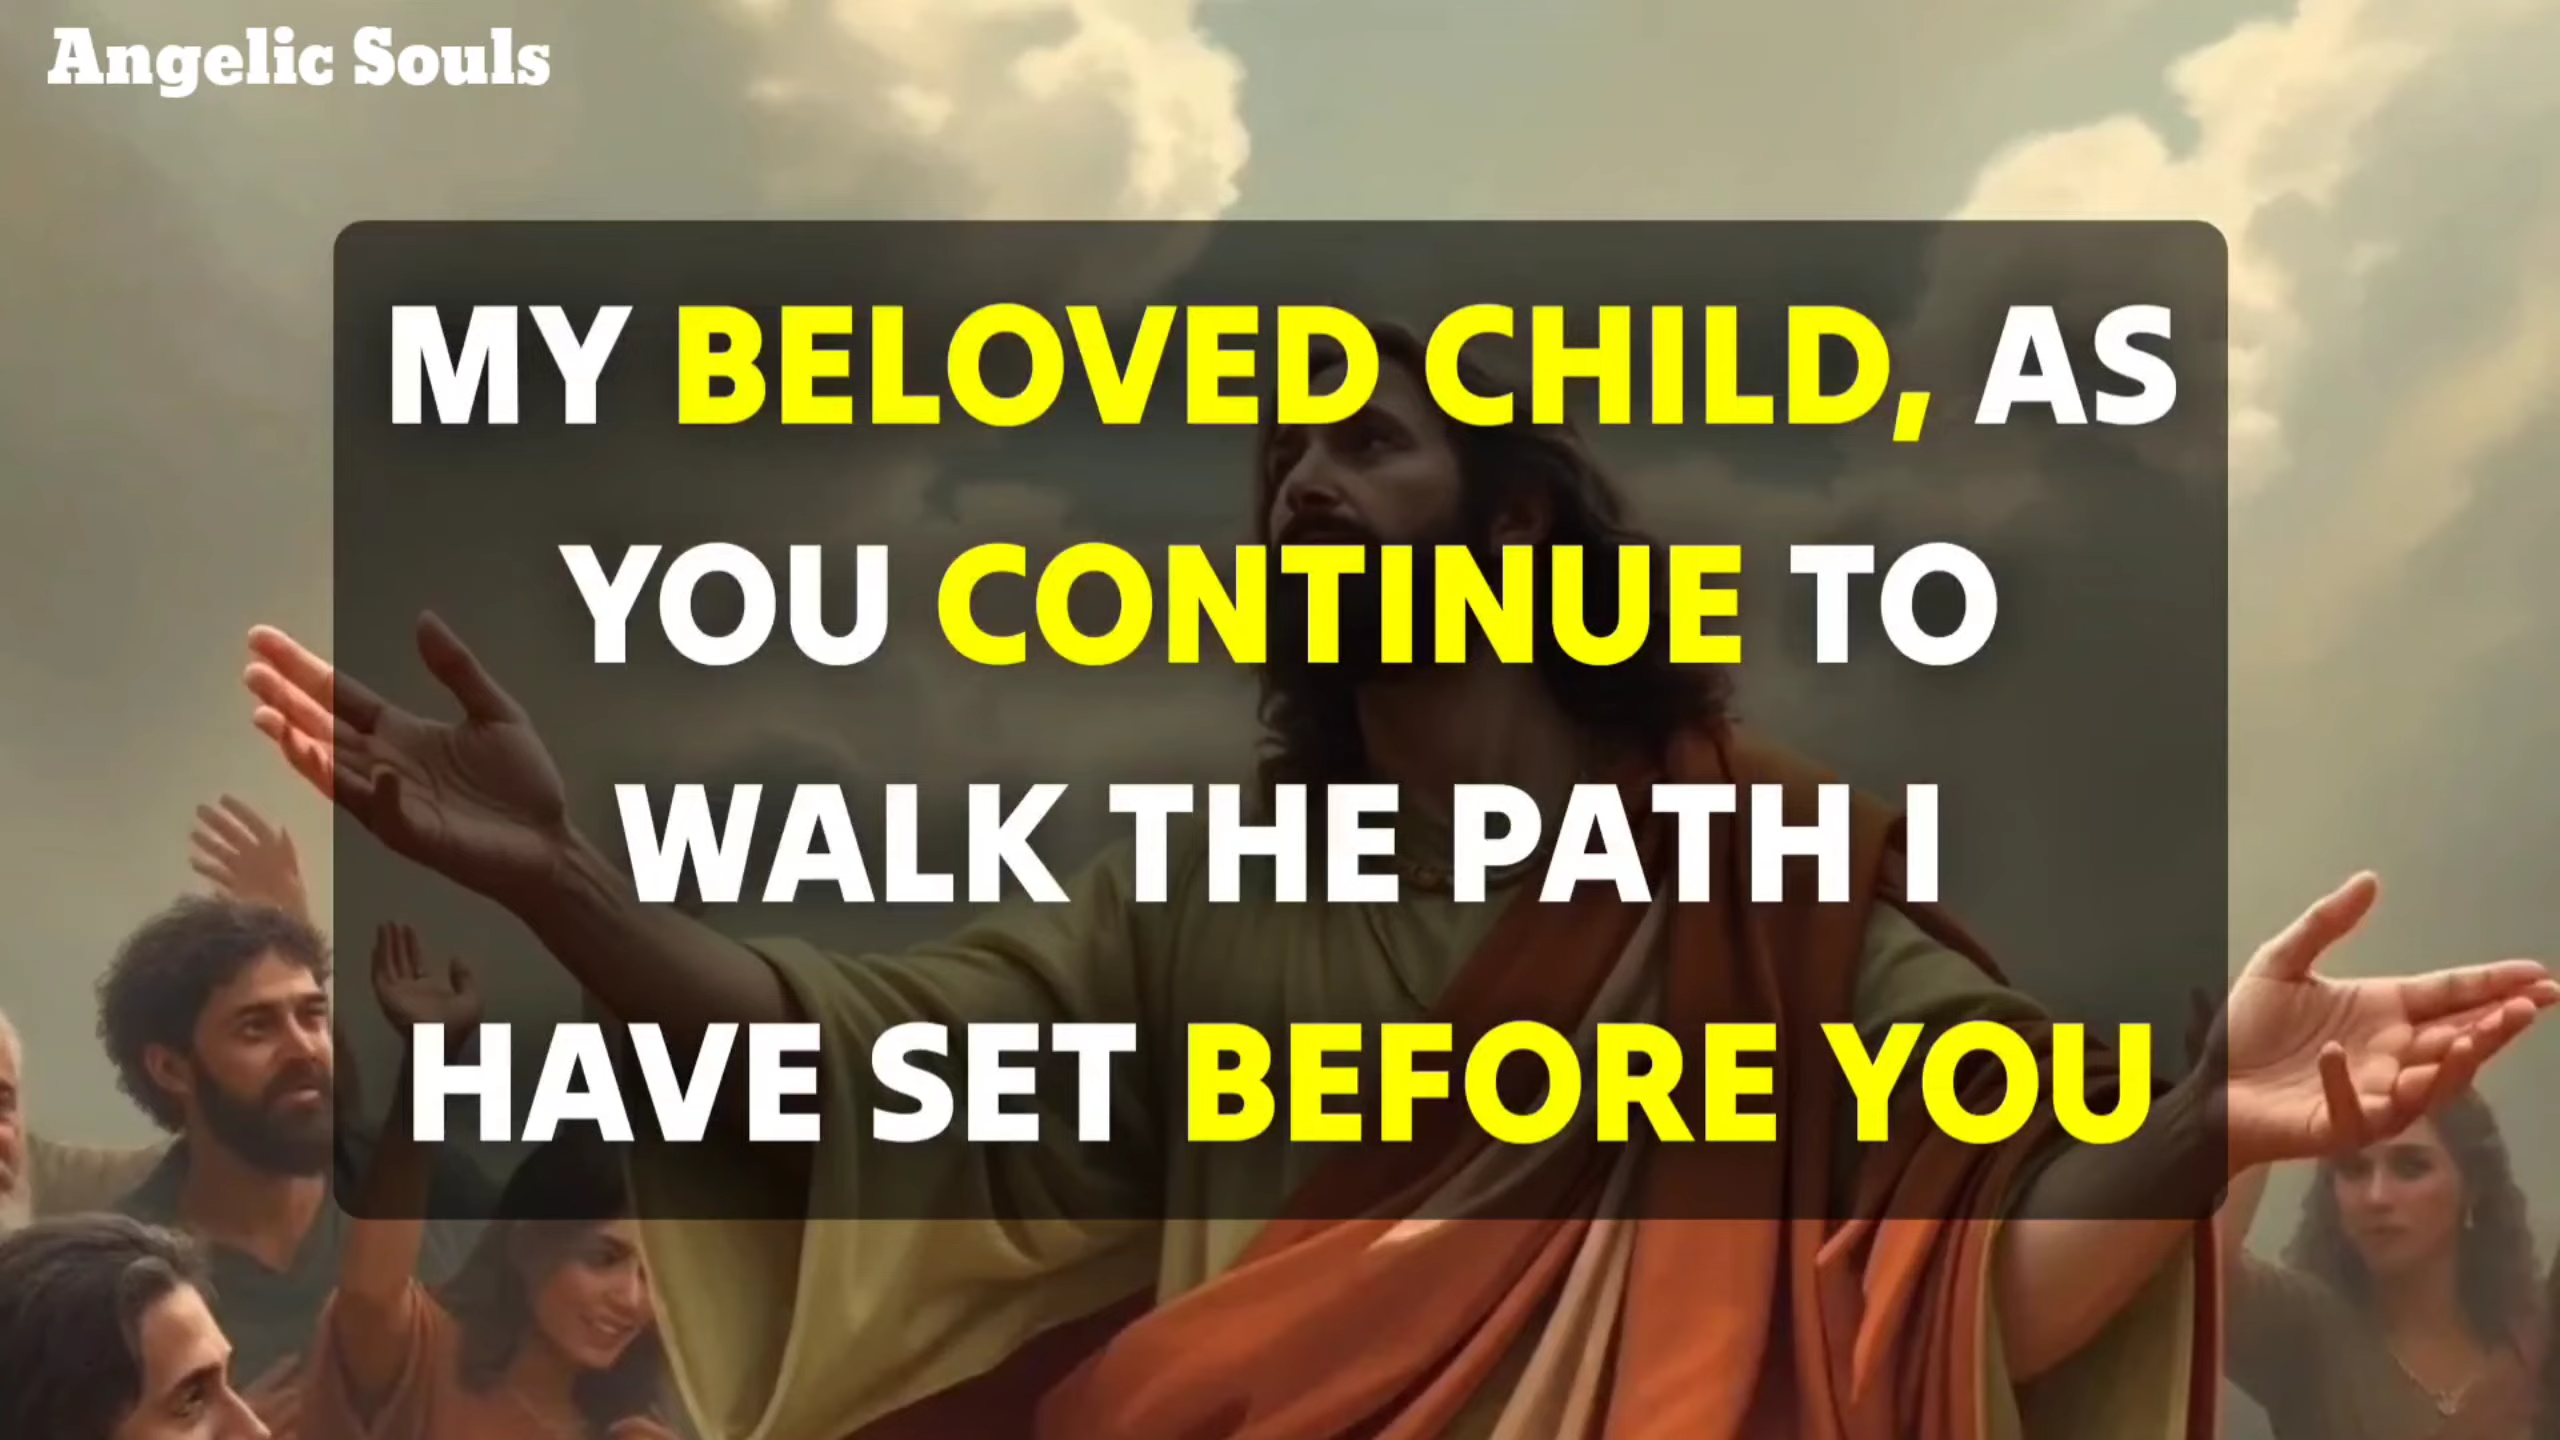 Angelic Souls
MY BELOVED CHILD, AS
YOU CONTINUE TO
WALK THE PATH I
HAVE SET BEFORE YOU